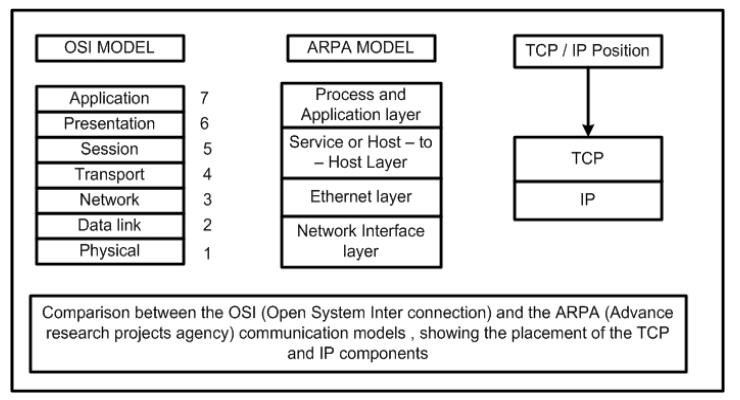 OSI MODEL
ARPA MODEL
TCP / IP Position
Application 7
Presentation 6
Session 5
Transport 4
Network 3
Data link 2
Physical 1
Process and
Application layer
Service or Host – to
– Host Layer
Ethernet layer
Network Interface
layer
TCP
IP
Comparison between the OSI (Open System Inter connection) and the ARPA (Advance
research projects agency) communication models , showing the placement of the TCP
and IP components